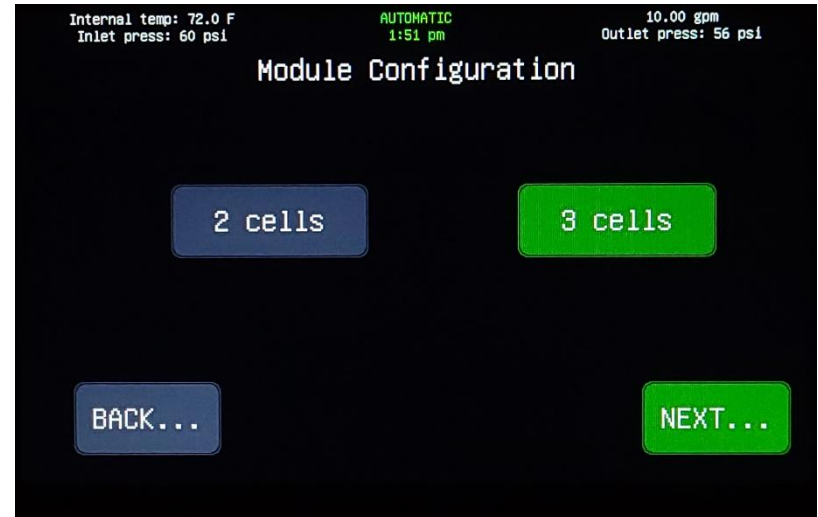 Internal temp: 72.0 F
Inlet press: 60 psi
AUTOMATIC
1:51 pm
10.00 gpm
Outlet press: 56 psi
Module Configuration
2 cells
3 cells
BACK...
NEXT...